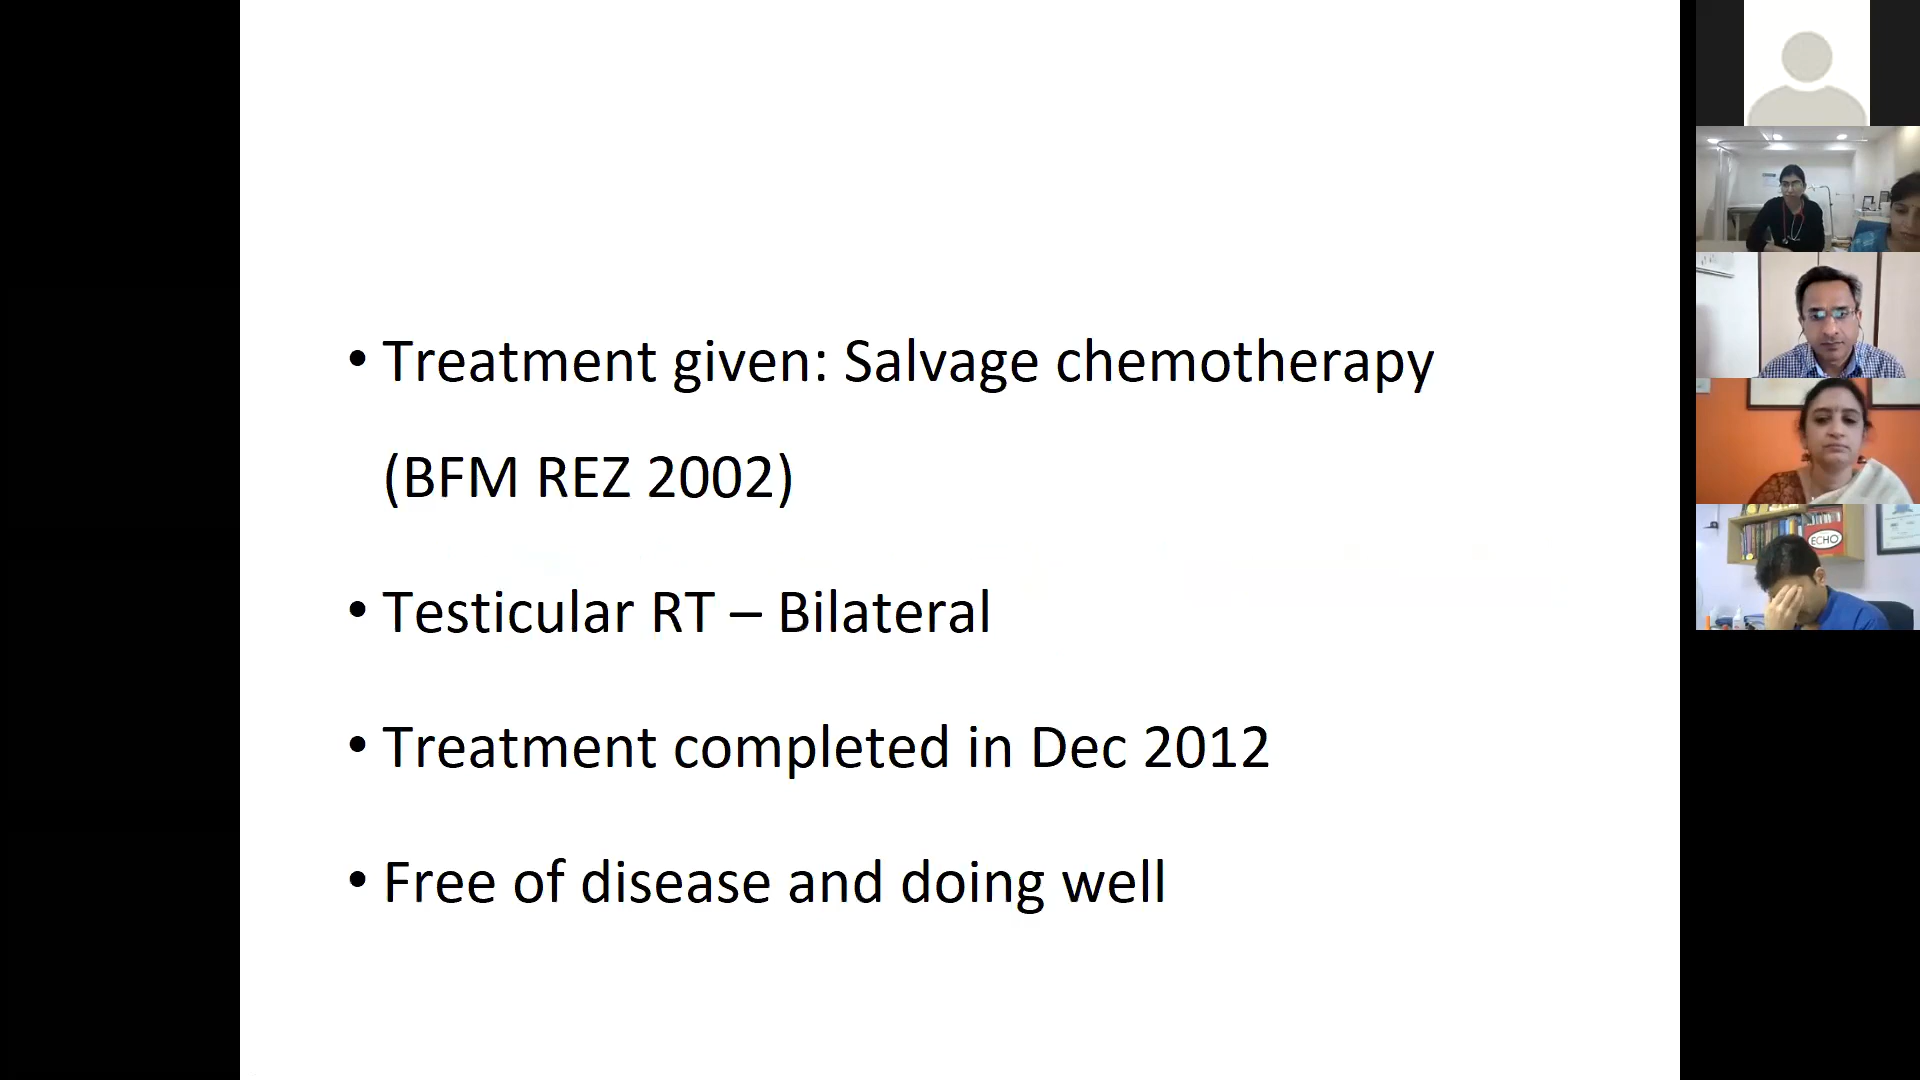 • Treatment given: Salvage chemotherapy
(BFM REZ 2002)
• Testicular RT – Bilateral
• Treatment completed in Dec 2012
• Free of disease and doing well
ECHO